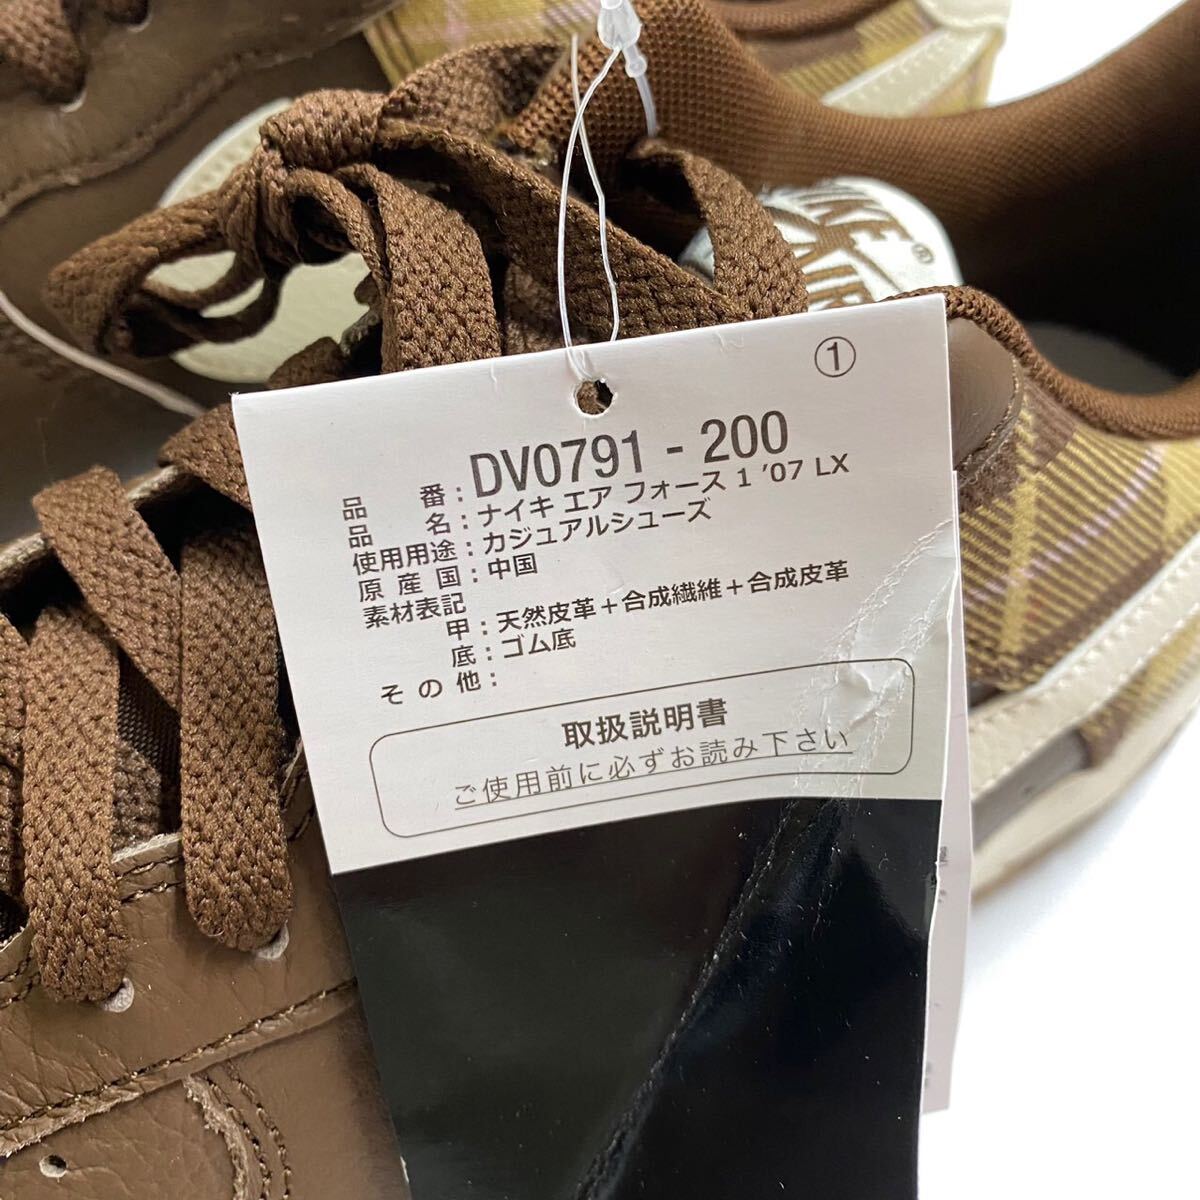 NIKE
AIR
®
①
品番:DV0791-200
品名:ナイキ エア フォース 1 '07 LX
使用用途:カジュアルシューズ
原産国:中国
素材表記
甲:天然皮革+合成繊維+合成皮革
底:ゴム底
その他:
取扱説明書
ご使用前に必ずお読み下さい